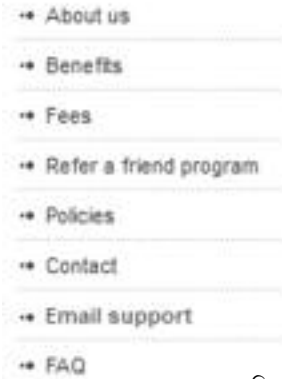 About us
Benefits
Fees
Refer a friend program
Policies
Contact
Email support
FAQ